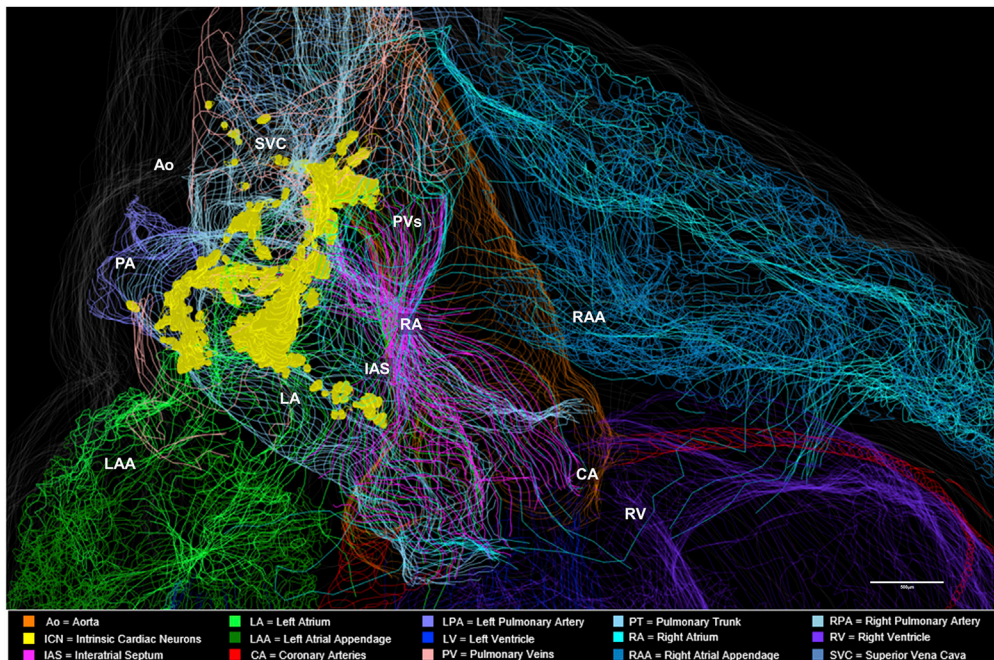 SVC
Ao
PVs
PA
RA
RAA
IAS
LA
LAA
CA
RV
500µm
Ao = Aorta
LA = Left Atrium
LPA = Left Pulmonary Artery
PT = Pulmonary Trunk
RPA = Right Pulmonary Artery
ICN = Intrinsic Cardiac Neurons
LAA = Left Atrial Appendage
LV = Left Ventricle
RA = Right Atrium
RV = Right Ventricle
IAS = Interatrial Septum
CA = Coronary Arteries
PV = Pulmonary Veins
RAA = Right Atrial Appendage
SVC = Superior Vena Cava